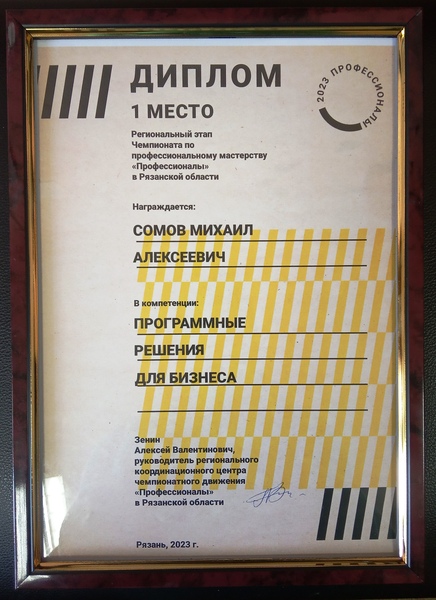 ДИПЛОМ
2023 ПРОФЕССИОНАЛЫ
1 МЕСТО
Региональный этап
Чемпионата по
профессиональному мастерству
«Профессионалы»
в Рязанской области
Награждается:
СОМОВ МИХАИЛ
АЛЕКСЕЕВИЧ
В компетенции:
ПРОГРАММНЫЕ
РЕШЕНИЯ
ДЛЯ БИЗНЕСА
Зенин
Алексей Валентинович,
руководитель регионального
координационного центра
чемпионатного движения
«Профессионалы»
в Рязанской области
Рязань, 2023 г.